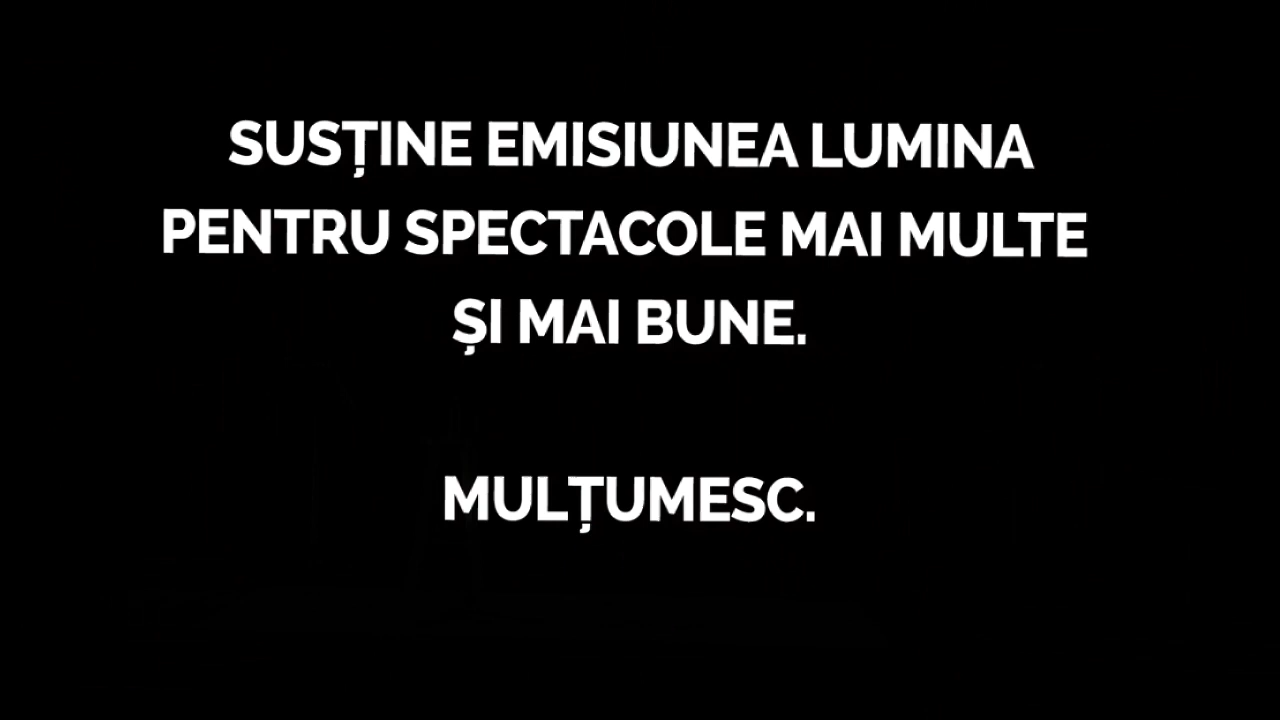 SUSȚINE EMISIUNEA LUMINA
PENTRU SPECTACOLE MAI MULTE
ȘI MAI BUNE.
MULȚUMESC.